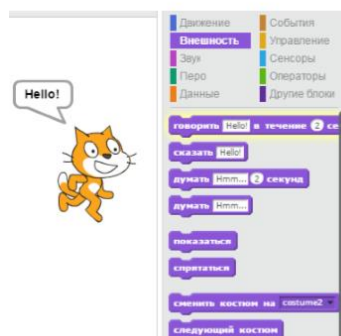 Hello!
Движение
События
Внешность
Управление
Звук
Сенсоры
Перо
Операторы
Данные
Другие блоки
говорить Hello! в течение 2 се
сказать Hello!
думать Hmm... 2 секунд
думать Hmm...
показаться
спрятаться
сменить костюм на costume2
следующий костюм